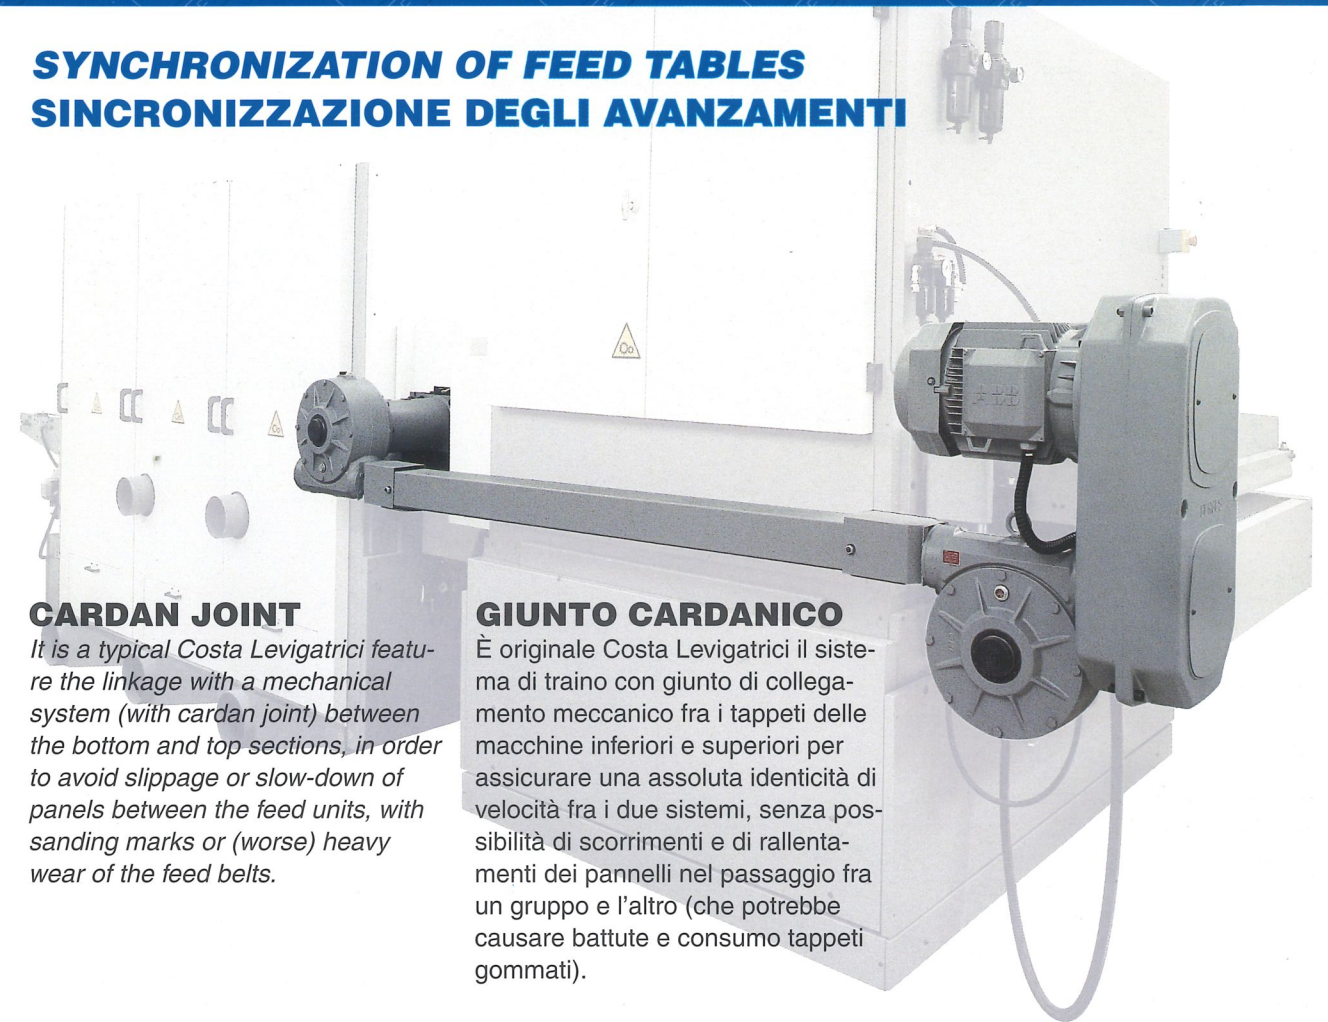 SYNCHRONIZATION OF FEED TABLES
SINCRONIZZAZIONE DEGLI AVANZAMENTI
ABB
CARDAN JOINT
It is a typical Costa Levigatrici featu-
re the linkage with a mechanical
system (with cardan joint) between
the bottom and top sections, in order
to avoid slippage or slow-down of
panels between the feed units, with
sanding marks or (worse) heavy
wear of the feed belts.
GIUNTO CARDANICO
È originale Costa Levigatrici il siste-
ma di traino con giunto di collega-
mento meccanico fra i tappeti delle
macchine inferiori e superiori per
assicurare una assoluta identicità di
velocità fra i due sistemi, senza pos-
sibilità di scorrimenti e di rallenta-
menti dei pannelli nel passaggio fra
un gruppo e l'altro (che potrebbe
causare battute e consumo tappeti
gommati).